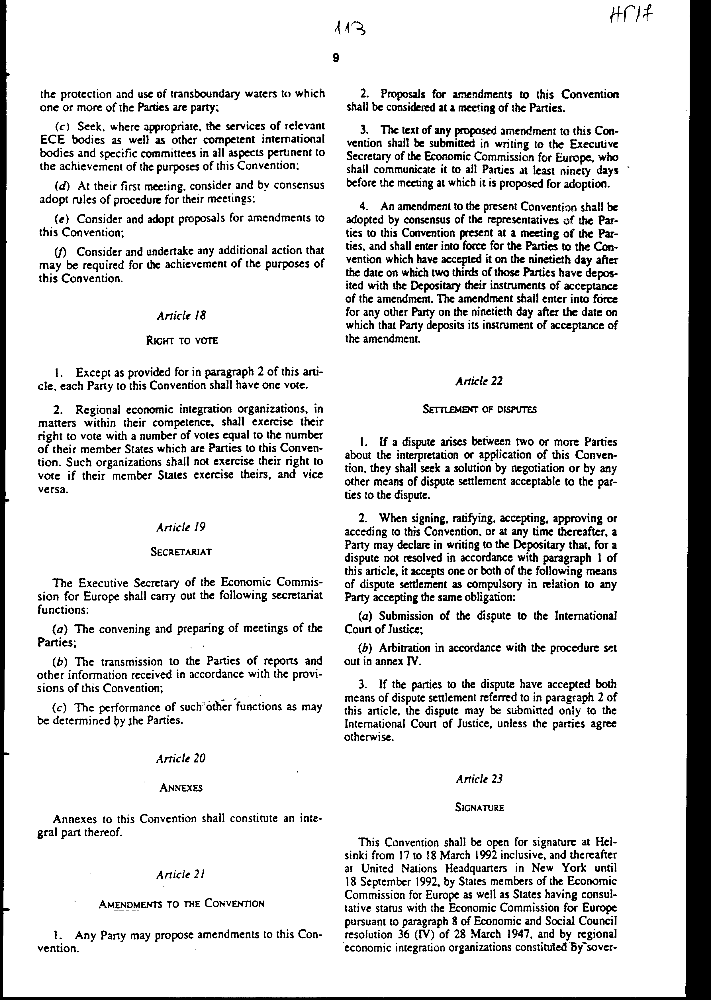 113
9
the protection and use of transboundary waters to which
one or more of the Parties are party;
(c) Seek, where appropriate, the services of relevant
ECE bodies as well as other competent international
bodies and specific committees in all aspects pertinent to
the achievement of the purposes of this Convention;
(d) At their first meeting, consider and by consensus
adopt rules of procedure for their meetings;
(e) Consider and adopt proposals for amendments to
this Convention;
(f) Consider and undertake any additional action that
may be required for the achievement of the purposes of
this Convention.
Article 18
RIGHT TO VOTE
1. Except as provided for in paragraph 2 of this arti-
cle, each Party to this Convention shall have one vote.
2. Regional economic integration organizations, in
matters within their competence, shall exercise their
right to vote with a number of votes equal to the number
of their member States which are Parties to this Conven-
tion. Such organizations shall not exercise their right to
vote if their member States exercise theirs, and vice
versa.
Article 19
SECRETARIAT
The Executive Secretary of the Economic Commis-
sion for Europe shall carry out the following secretariat
functions:
(a) The convening and preparing of meetings of the
Parties;
(b) The transmission to the Parties of reports and
other information received in accordance with the provi-
sions of this Convention;
(c) The performance of such other functions as may
be determined by the Parties.
Article 20
ANNEXES
Annexes to this Convention shall constitute an inte-
gral part thereof.
Article 21
AMENDMENTS TO THE CONVENTION
1. Any Party may propose amendments to this Con-
vention.
2. Proposals for amendments to this Convention
shall be considered at a meeting of the Parties.
3. The text of any proposed amendment to this Con-
vention shall be submitted in writing to the Executive
Secretary of the Economic Commission for Europe, who
shall communicate it to all Parties at least ninety days
before the meeting at which it is proposed for adoption.
4. An amendment to the present Convention shall be
adopted by consensus of the representatives of the Par-
ties to this Convention present at a meeting of the Par-
ties, and shall enter into force for the Parties to the Con-
vention which have accepted it on the ninetieth day after
the date on which two thirds of those Parties have depos-
ited with the Depositary their instruments of acceptance
of the amendment. The amendment shall enter into force
for any other Party on the ninetieth day after the date on
which that Party deposits its instrument of acceptance of
the amendment.
Article 22
SETTLEMENT OF DISPUTES
1. If a dispute arises between two or more Parties
about the interpretation or application of this Conven-
tion, they shall seek a solution by negotiation or by any
other means of dispute settlement acceptable to the par-
ties to the dispute.
2. When signing, ratifying, accepting, approving or
acceding to this Convention, or at any time thereafter, a
Party may declare in writing to the Depositary that, for a
dispute not resolved in accordance with paragraph 1 of
this article, it accepts one or both of the following means
of dispute settlement as compulsory in relation to any
Party accepting the same obligation:
(a) Submission of the dispute to the International
Court of Justice;
(b) Arbitration in accordance with the procedure set
out in annex IV.
3. If the parties to the dispute have accepted both
means of dispute settlement referred to in paragraph 2 of
this article, the dispute may be submitted only to the
International Court of Justice, unless the parties agree
otherwise.
Article 23
SIGNATURE
This Convention shall be open for signature at Hel-
sinki from 17 to 18 March 1992 inclusive, and thereafter
at United Nations Headquarters in New York until
18 September 1992, by States members of the Economic
Commission for Europe as well as States having consul-
tative status with the Economic Commission for Europe
pursuant to paragraph 8 of Economic and Social Council
resolution 36 (IV) of 28 March 1947, and by regional
economic integration organizations constituted by sover-